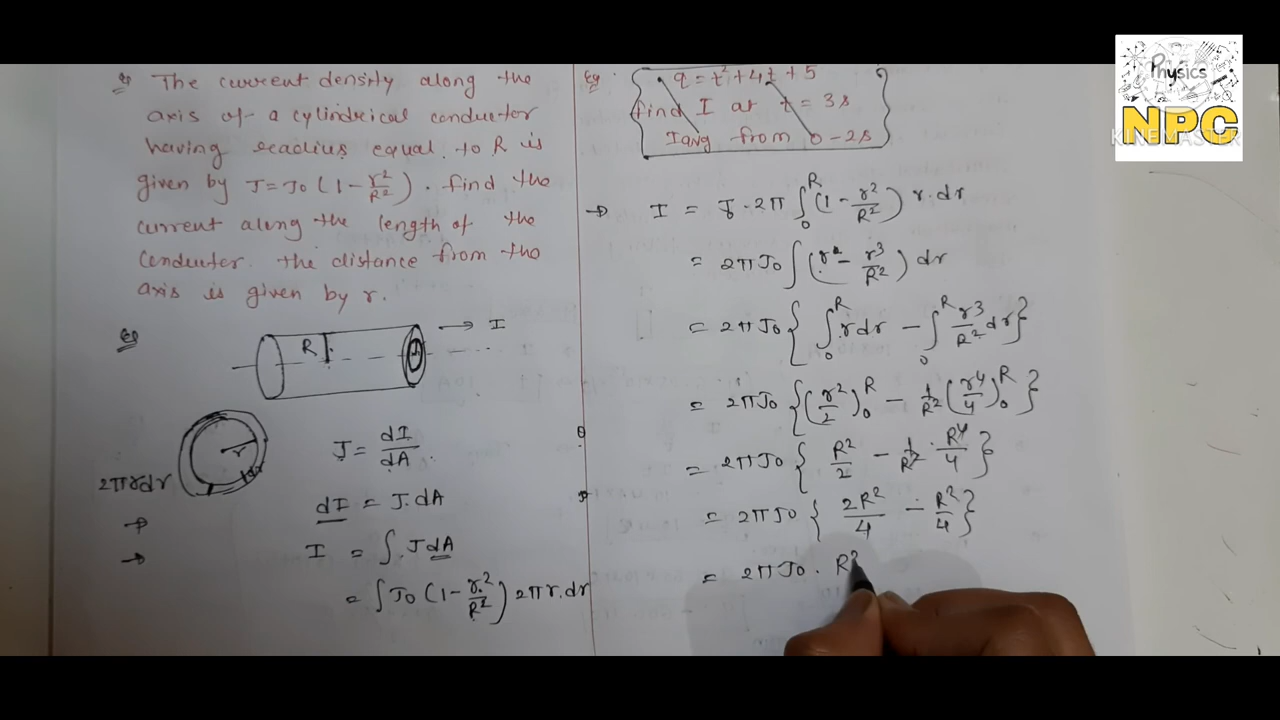 Eg The current density along the
axis of a cylindrical conductor
having readius equal to R is
given by J = J0 (1 - r²/R²). find the
current along the length of the
Conducter. the distance from the
axis is given by r.
R
→ I
r
2πrdr
J = dI/dA
dI = J.dA
I = ∫ J dA
= ∫ J0 (1 - r²/R²) 2πr.dr
Eg. q = t² + 4t + 5
find I at t = 3s
Iavg from 0 - 2s
→ I = J0 · 2π ∫₀ᴿ (1 - r²/R²) r.dr
= 2πJ0 ∫ (r - r³/R²) dr
= 2πJ0 { ∫₀ᴿ rdr - ∫₀ᴿ r³/R² dr }
= 2πJ0 { (r²/2)₀ᴿ - 1/R² (r⁴/4)₀ᴿ }
= 2πJ0 { R²/2 - 1/R² · R⁴/4 }
= 2πJ0 { 2R²/4 - R²/4 }
= 2πJ0 · R²
Physics
NPC
KINEMASTER